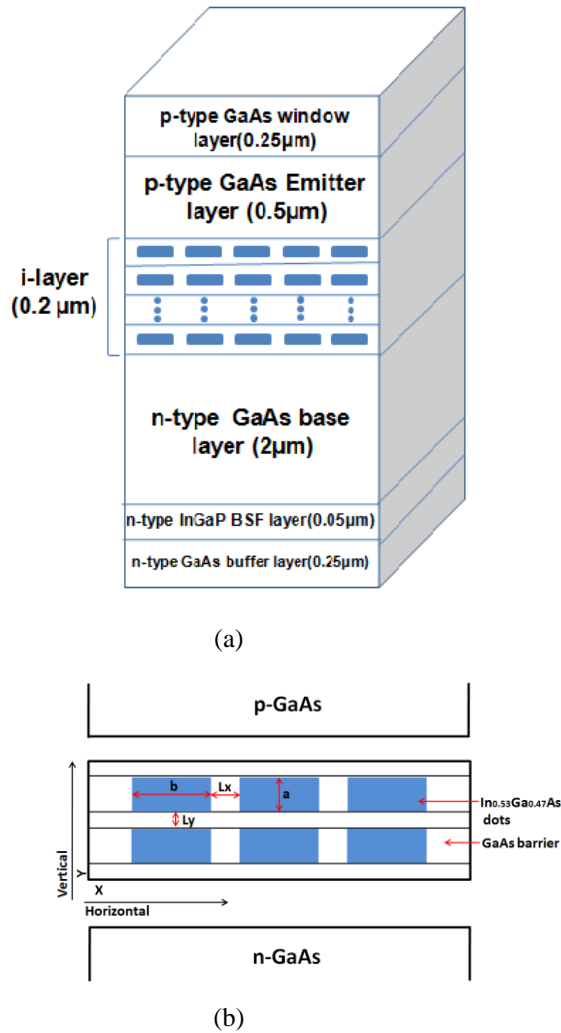 p-type GaAs window
layer(0.25μm)
p-type GaAs Emitter
layer (0.5μm)
i-layer
(0.2 μm)
n-type GaAs base
layer (2μm)
n-type InGaP BSF layer(0.05μm)
n-type GaAs buffer layer(0.25μm)
(a)
p-GaAs
b
Lx
a
Ly
In0.53Ga0.47As
dots
GaAs barrier
Vertical
Y
X
Horizontal
n-GaAs
(b)